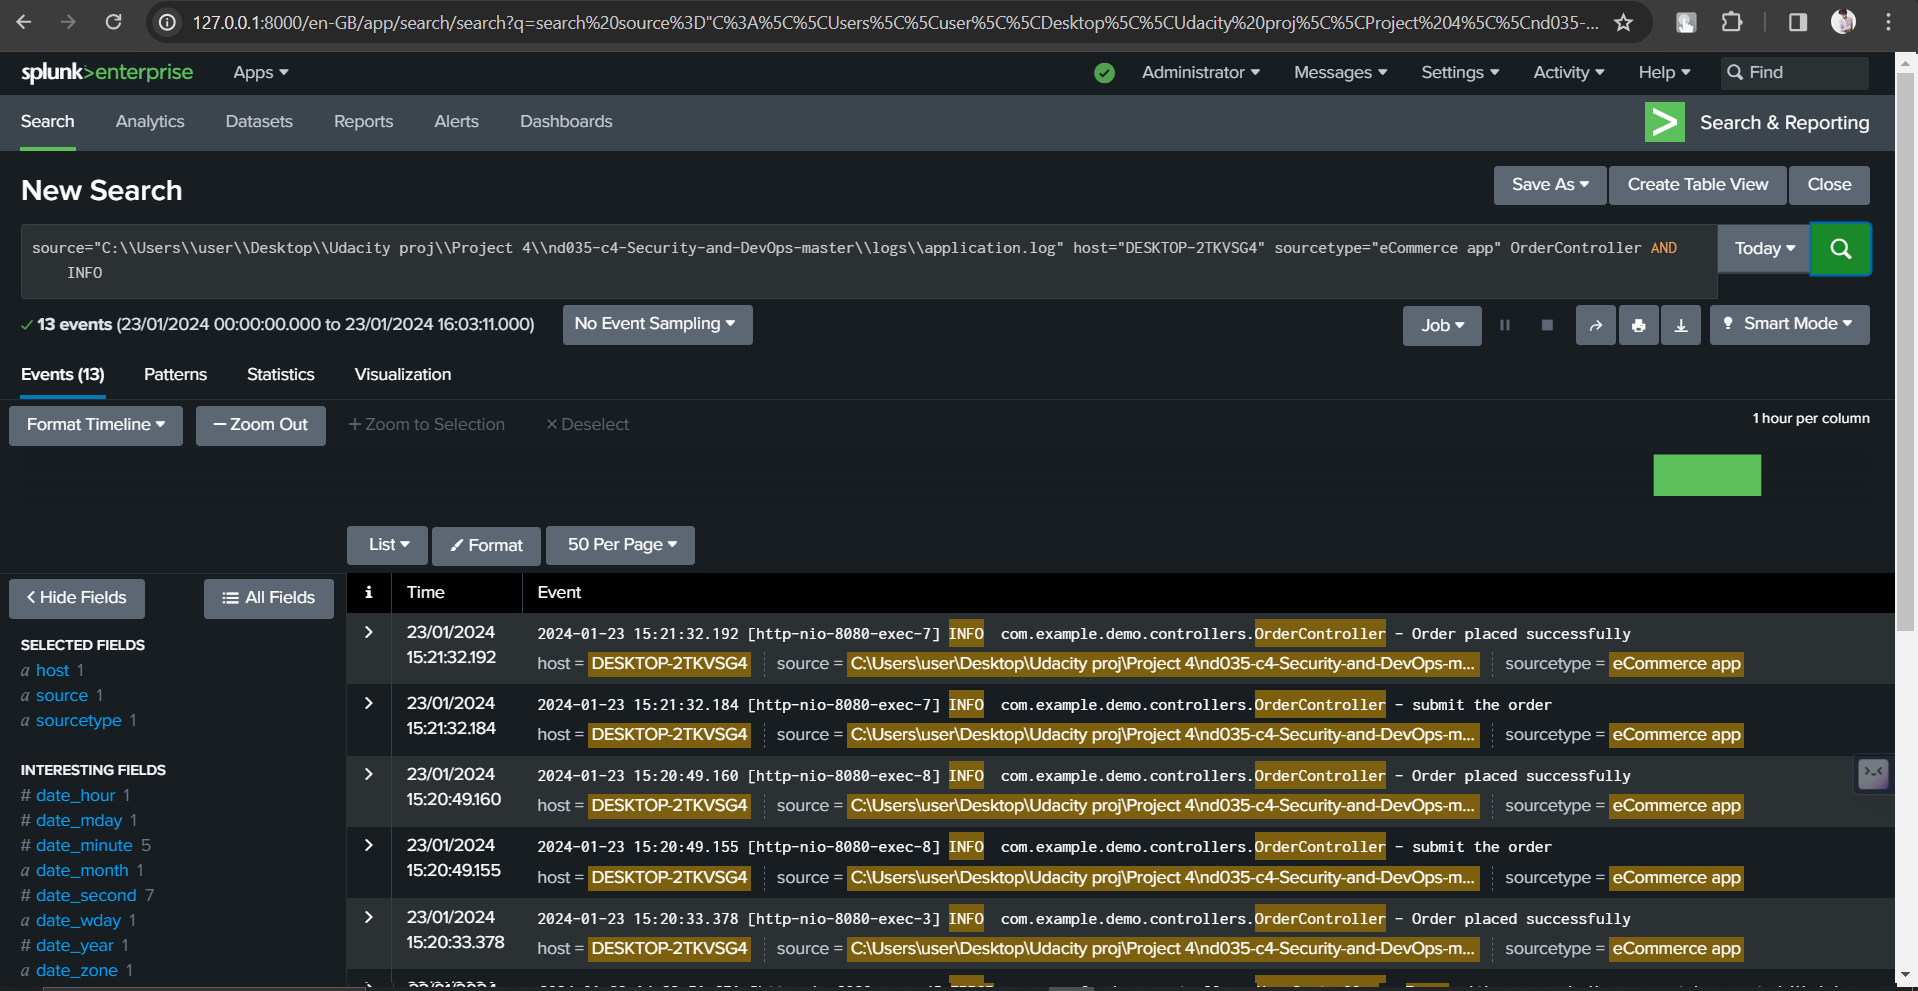 127.0.0.1:8000/en-GB/app/search/search?q=search%20source%3D"C%3A%5C%5CUsers%5C%5Cuser%5C%5CDesktop%5C%5CUdacity%20proj%5C%5CProject%204%5C%5Cnd035-...
splunk>enterprise Apps Administrator Messages Settings Activity Help Find
Search Analytics Datasets Reports Alerts Dashboards Search & Reporting
New Search Save As Create Table View Close
source="C:\\Users\\user\\Desktop\\Udacity proj\\Project 4\\nd035-c4-Security-and-DevOps-master\\logs\\application.log" host="DESKTOP-2TKVSG4" sourcetype="eCommerce app" OrderController AND
INFO
Today
13 events (23/01/2024 00:00:00.000 to 23/01/2024 16:03:11.000) No Event Sampling Job Smart Mode
Events (13) Patterns Statistics Visualization
Format Timeline – Zoom Out + Zoom to Selection × Deselect 1 hour per column
List Format 50 Per Page
< Hide Fields All Fields
SELECTED FIELDS
a host 1
a source 1
a sourcetype 1
INTERESTING FIELDS
# date_hour 1
# date_mday 1
# date_minute 5
a date_month 1
# date_second 7
a date_wday 1
# date_year 1
a date_zone 1
i Time Event
23/01/2024 15:21:32.192
2024-01-23 15:21:32.192 [http-nio-8080-exec-7] INFO com.example.demo.controllers.OrderController - Order placed successfully
host = DESKTOP-2TKVSG4 source = C:\Users\user\Desktop\Udacity proj\Project 4\nd035-c4-Security-and-DevOps-m... sourcetype = eCommerce app
23/01/2024 15:21:32.184
2024-01-23 15:21:32.184 [http-nio-8080-exec-7] INFO com.example.demo.controllers.OrderController - submit the order
host = DESKTOP-2TKVSG4 source = C:\Users\user\Desktop\Udacity proj\Project 4\nd035-c4-Security-and-DevOps-m... sourcetype = eCommerce app
23/01/2024 15:20:49.160
2024-01-23 15:20:49.160 [http-nio-8080-exec-8] INFO com.example.demo.controllers.OrderController - Order placed successfully
host = DESKTOP-2TKVSG4 source = C:\Users\user\Desktop\Udacity proj\Project 4\nd035-c4-Security-and-DevOps-m... sourcetype = eCommerce app
23/01/2024 15:20:49.155
2024-01-23 15:20:49.155 [http-nio-8080-exec-8] INFO com.example.demo.controllers.OrderController - submit the order
host = DESKTOP-2TKVSG4 source = C:\Users\user\Desktop\Udacity proj\Project 4\nd035-c4-Security-and-DevOps-m... sourcetype = eCommerce app
23/01/2024 15:20:33.378
2024-01-23 15:20:33.378 [http-nio-8080-exec-3] INFO com.example.demo.controllers.OrderController - Order placed successfully
host = DESKTOP-2TKVSG4 source = C:\Users\user\Desktop\Udacity proj\Project 4\nd035-c4-Security-and-DevOps-m... sourcetype = eCommerce app